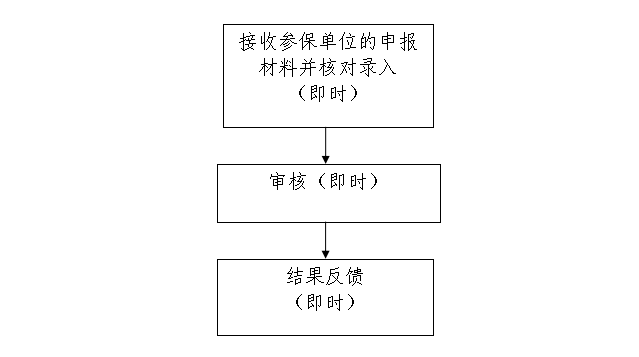 接收参保单位的申报
材料并核对录入
（即时）
审核（即时）
结果反馈
（即时）